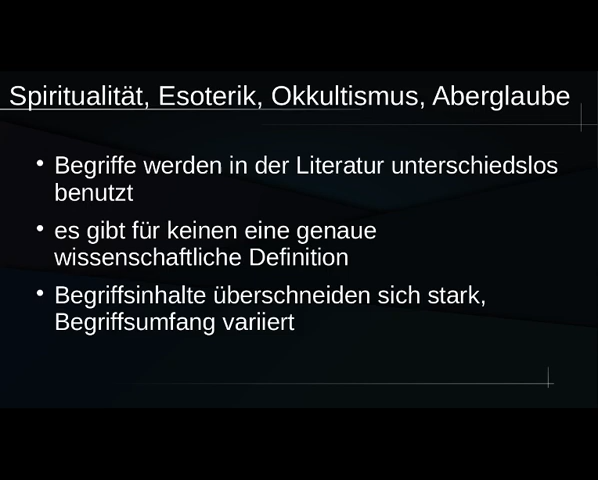 Spiritualität, Esoterik, Okkultismus, Aberglaube
• Begriffe werden in der Literatur unterschiedslos
benutzt
• es gibt für keinen eine genaue
wissenschaftliche Definition
• Begriffsinhalte überschneiden sich stark,
Begriffsumfang variiert